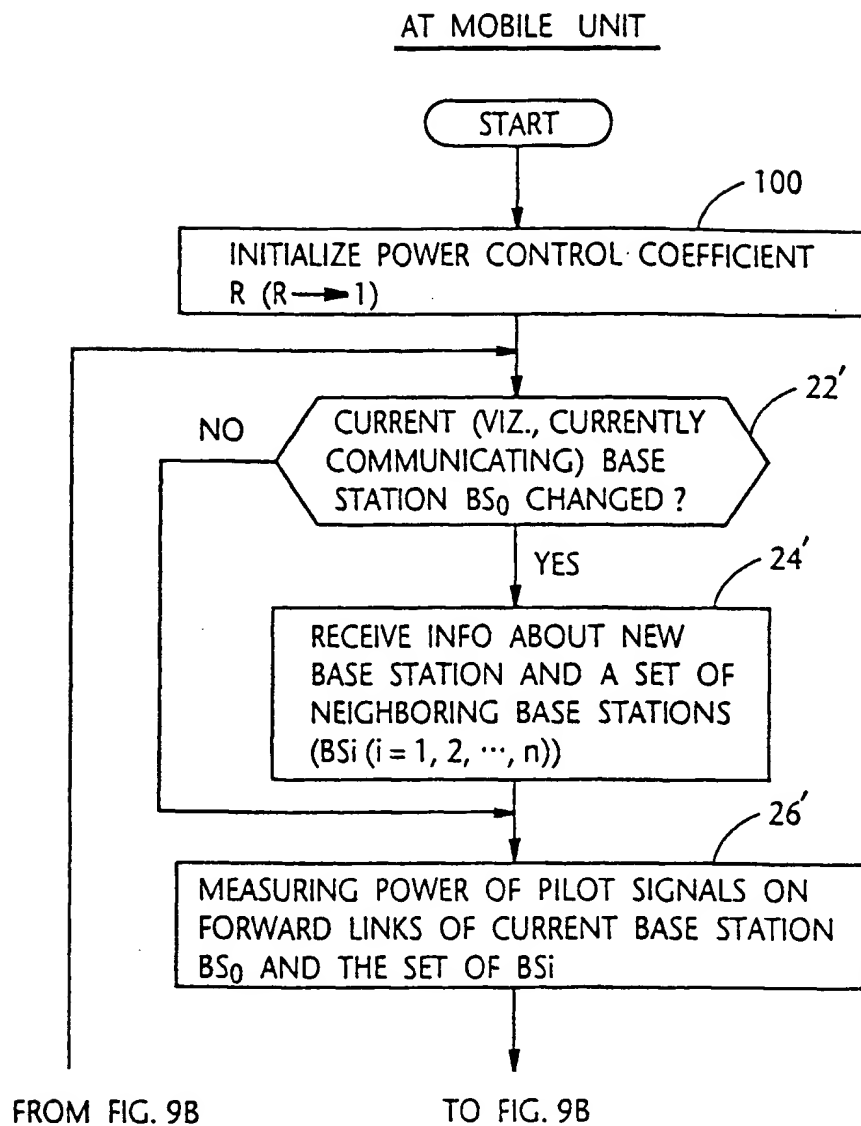 AT MOBILE UNIT
START
100
INITIALIZE POWER CONTROL COEFFICIENT
R (R→1)
22′
NO
CURRENT (VIZ., CURRENTLY
COMMUNICATING) BASE
STATION BS0 CHANGED ?
YES
24′
RECEIVE INFO ABOUT NEW
BASE STATION AND A SET OF
NEIGHBORING BASE STATIONS
(BSi (i = 1, 2, ···, n))
26′
MEASURING POWER OF PILOT SIGNALS ON
FORWARD LINKS OF CURRENT BASE STATION
BS0 AND THE SET OF BSi
FROM FIG. 9B
TO FIG. 9B